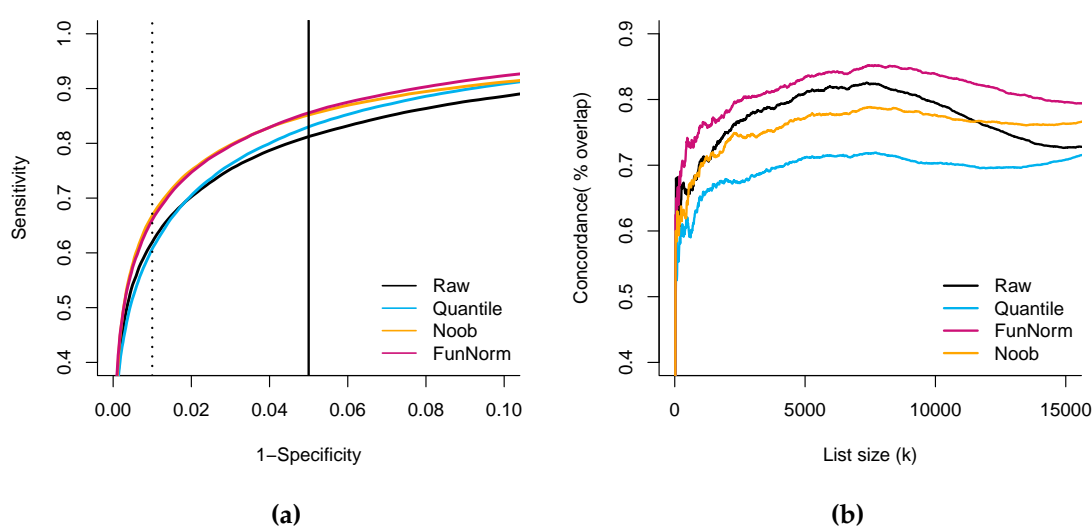 Sensitivity
1.0
0.9
0.8
0.7
0.6
0.5
0.4
0.00 0.02 0.04 0.06 0.08 0.10
1−Specificity
Raw
Quantile
Noob
FunNorm
(a)
Concordance( % overlap)
0.9
0.8
0.7
0.6
0.5
0.4
0 5000 10000 15000
List size (k)
Raw
Quantile
FunNorm
Noob
(b)